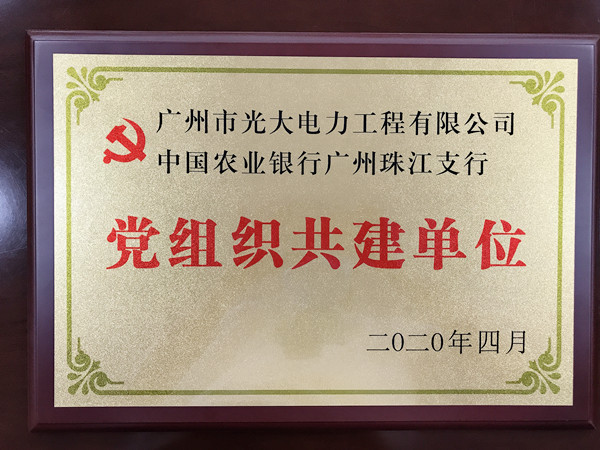 广州市光大电力工程有限公司
中国农业银行广州珠江支行
党组织共建单位
二0二0年四月